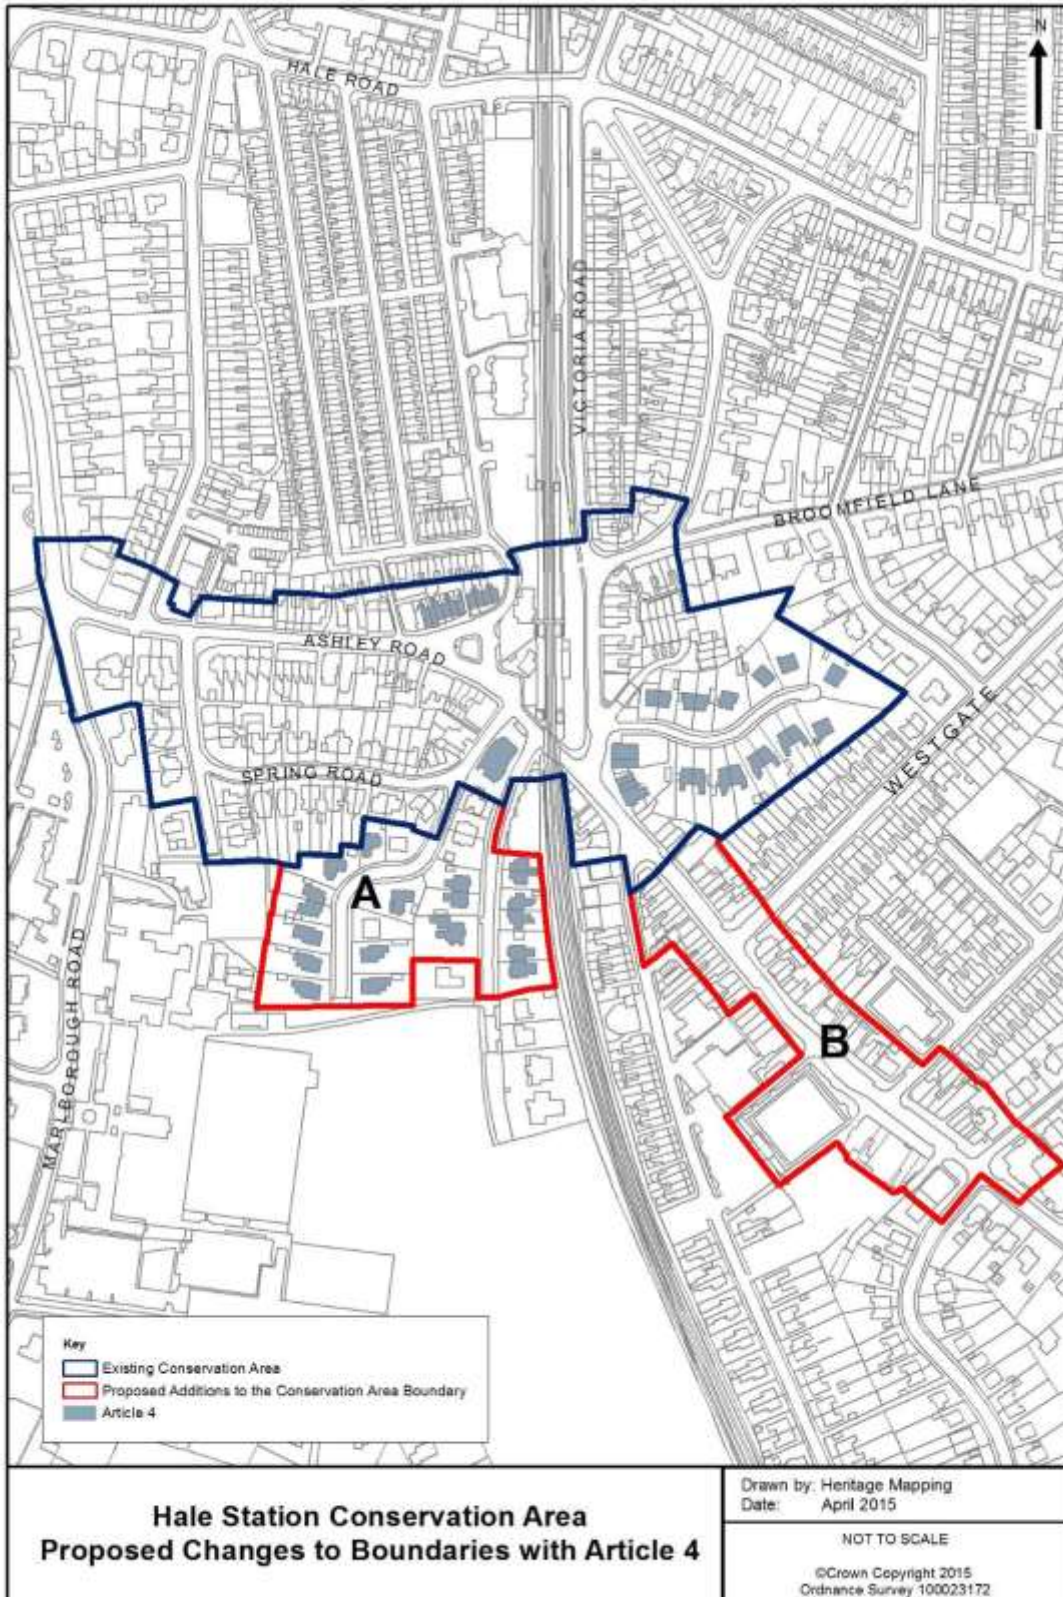 N
HALE ROAD
VICTORIA ROAD
BROOMFIELD LANE
ASHLEY ROAD
WESTGATE
SPRING ROAD
A
MARLBOROUGH ROAD
B
Key
Existing Conservation Area
Proposed Additions to the Conservation Area Boundary
Article 4
Hale Station Conservation Area
Proposed Changes to Boundaries with Article 4
Drawn by: Heritage Mapping
Date: April 2015
NOT TO SCALE
©Crown Copyright 2015
Ordnance Survey 100023172